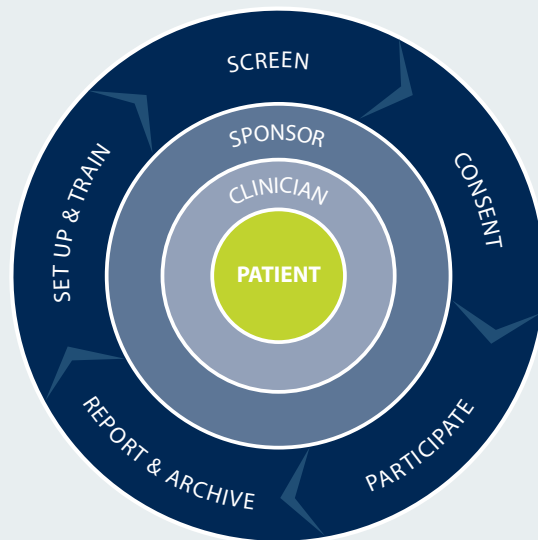 SCREEN
CONSENT
PARTICIPATE
REPORT & ARCHIVE
SET UP & TRAIN
SPONSOR
CLINICIAN
PATIENT